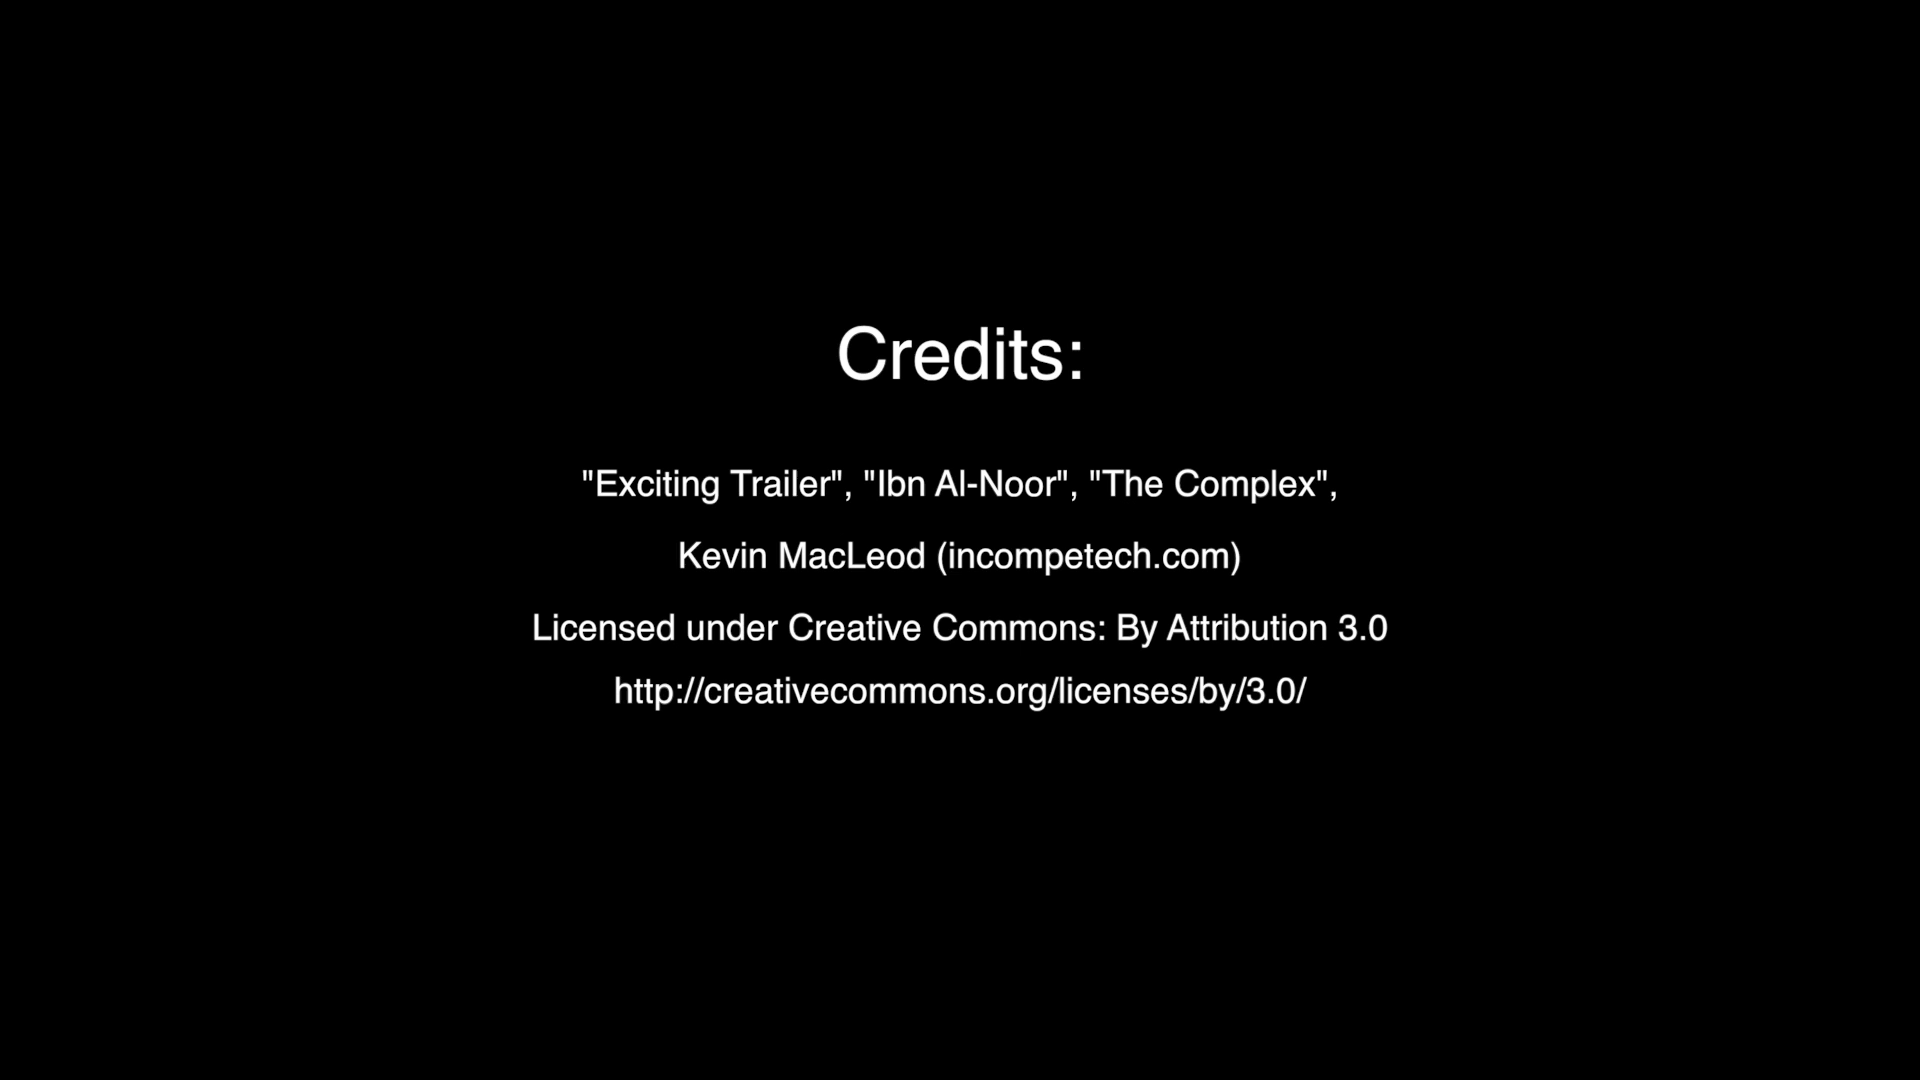 Credits:
"Exciting Trailer", "Ibn Al-Noor", "The Complex",
Kevin MacLeod (incompetech.com)
Licensed under Creative Commons: By Attribution 3.0
http://creativecommons.org/licenses/by/3.0/